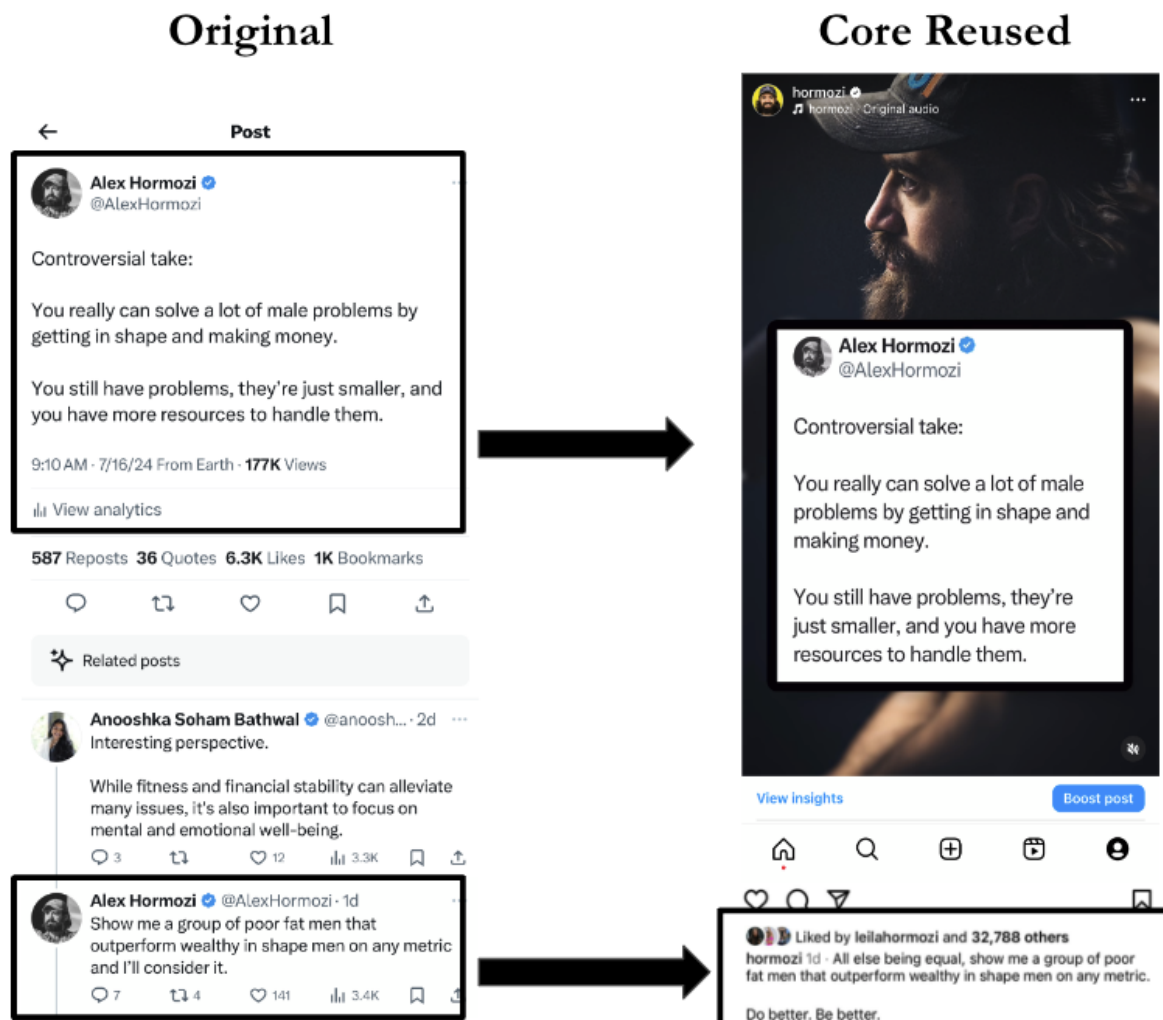 Original
Post
Alex Hormozi
@AlexHormozi
Controversial take:
You really can solve a lot of male problems by
getting in shape and making money.
You still have problems, they're just smaller, and
you have more resources to handle them.
9:10 AM · 7/16/24 From Earth · 177K Views
View analytics
587 Reposts 36 Quotes 6.3K Likes 1K Bookmarks
Related posts
Anooshka Soham Bathwal @anoosh... · 2d
Interesting perspective.
While fitness and financial stability can alleviate
many issues, it's also important to focus on
mental and emotional well-being.
3 12 3.3K
Alex Hormozi @AlexHormozi · 1d
Show me a group of poor fat men that
outperform wealthy in shape men on any metric
and I'll consider it.
7 4 141 3.4K
Core Reused
hormozi
hormozi · Original audio
Alex Hormozi
@AlexHormozi
Controversial take:
You really can solve a lot of male
problems by getting in shape and
making money.
You still have problems, they're
just smaller, and you have more
resources to handle them.
View insights
Boost post
Liked by leilahormozi and 32,788 others
hormozi 1d · All else being equal, show me a group of poor
fat men that outperform wealthy in shape men on any metric.
Do better. Be better.